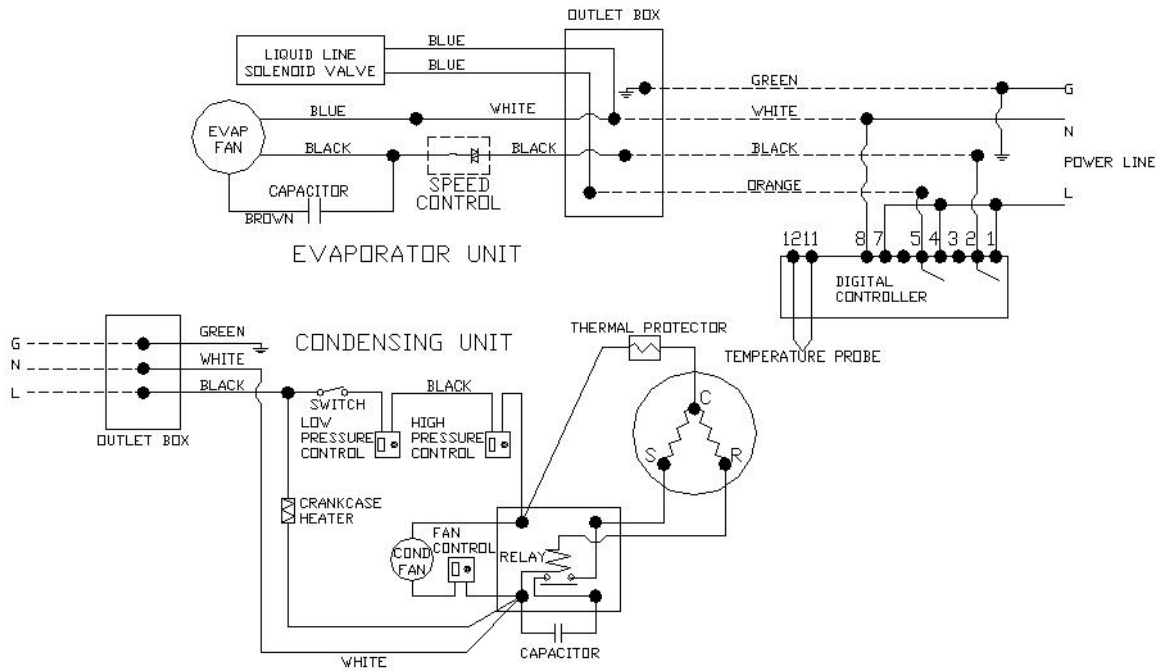 OUTLET BOX
LIQUID LINE
SOLENOID VALVE
BLUE
BLUE
GREEN
G
EVAP
FAN
BLUE
WHITE
WHITE
N
BLACK
BLACK
BLACK
POWER LINE
SPEED
CONTROL
ORANGE
L
CAPACITOR
BROWN
EVAPORATOR UNIT
12 11 8 7 5 4 3 2 1
DIGITAL
CONTROLLER
TEMPERATURE PROBE
CONDENSING UNIT
G
GREEN
N
WHITE
L
BLACK
OUTLET BOX
SWITCH
BLACK
LOW
PRESSURE
CONTROL
HIGH
PRESSURE
CONTROL
THERMAL PROTECTOR
C
S
R
CRANKCASE
HEATER
COND
FAN
FAN
CONTROL
RELAY
CAPACITOR
WHITE